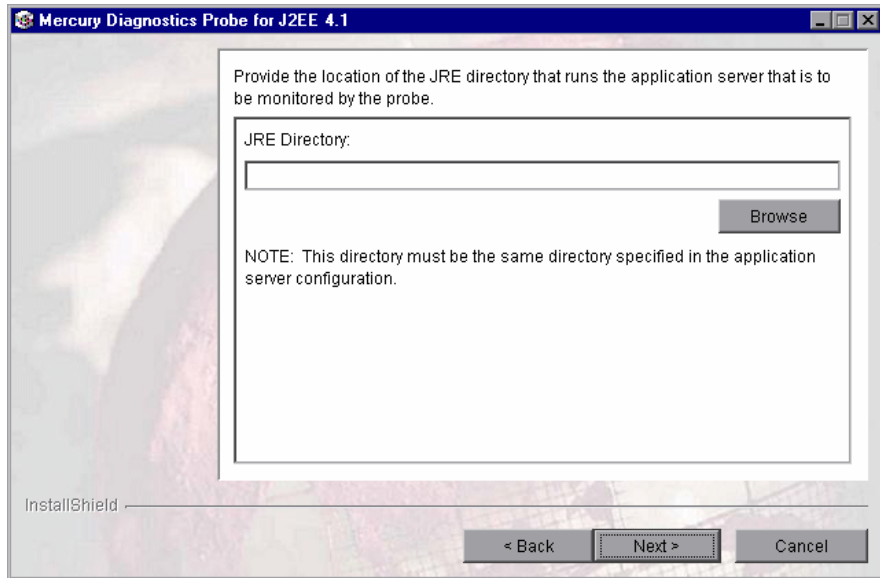 Mercury Diagnostics Probe for J2EE 4.1
Provide the location of the JRE directory that runs the application server that is to
be monitored by the probe.
JRE Directory:
Browse
NOTE:  This directory must be the same directory specified in the application
server configuration.
InstallShield
< Back
Next >
Cancel